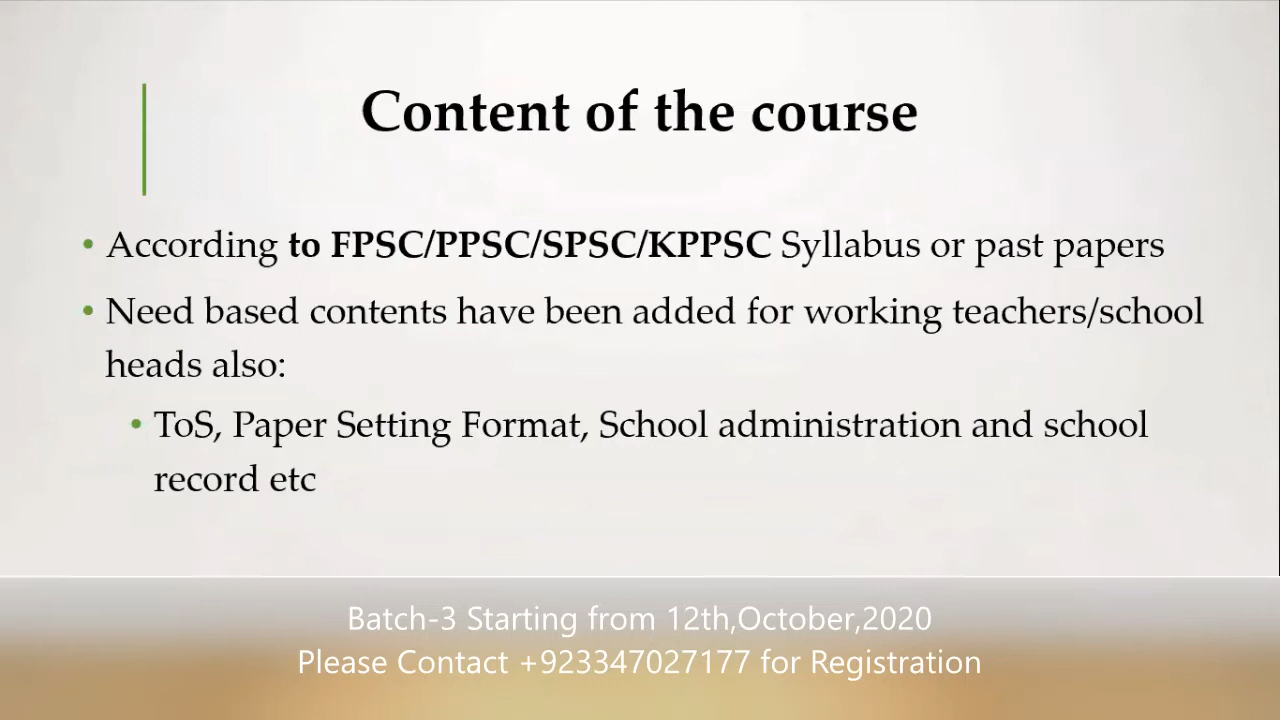 Content of the course
• According to FPSC/PPSC/SPSC/KPPSC Syllabus or past papers
• Need based contents have been added for working teachers/school
heads also:
• ToS, Paper Setting Format, School administration and school
record etc
Batch-3 Starting from 12th,October,2020
Please Contact +923347027177 for Registration